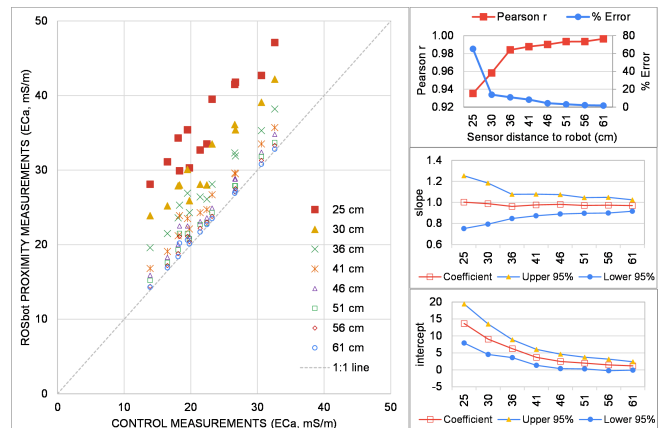 50
40
30
20
10
0
0 10 20 30 40 50
ROSbot PROXIMITY MEASUREMENTS (ECa, mS/m)
CONTROL MEASUREMENTS (ECa, mS/m)
25 cm
30 cm
36 cm
41 cm
46 cm
51 cm
56 cm
61 cm
1:1 line
Pearson r % Error
1.00
0.98
0.96
0.94
0.92
Pearson r
80
60
40
20
0
% Error
25 30 36 41 46 51 56 61
Sensor distance to robot (cm)
1.4
1.2
1.0
0.8
0.6
slope
25 30 36 41 46 51 56 61
Coefficient Upper 95% Lower 95%
20
15
10
5
0
-5
intercept
25 30 36 41 46 51 56 61
Coefficient Upper 95% Lower 95%